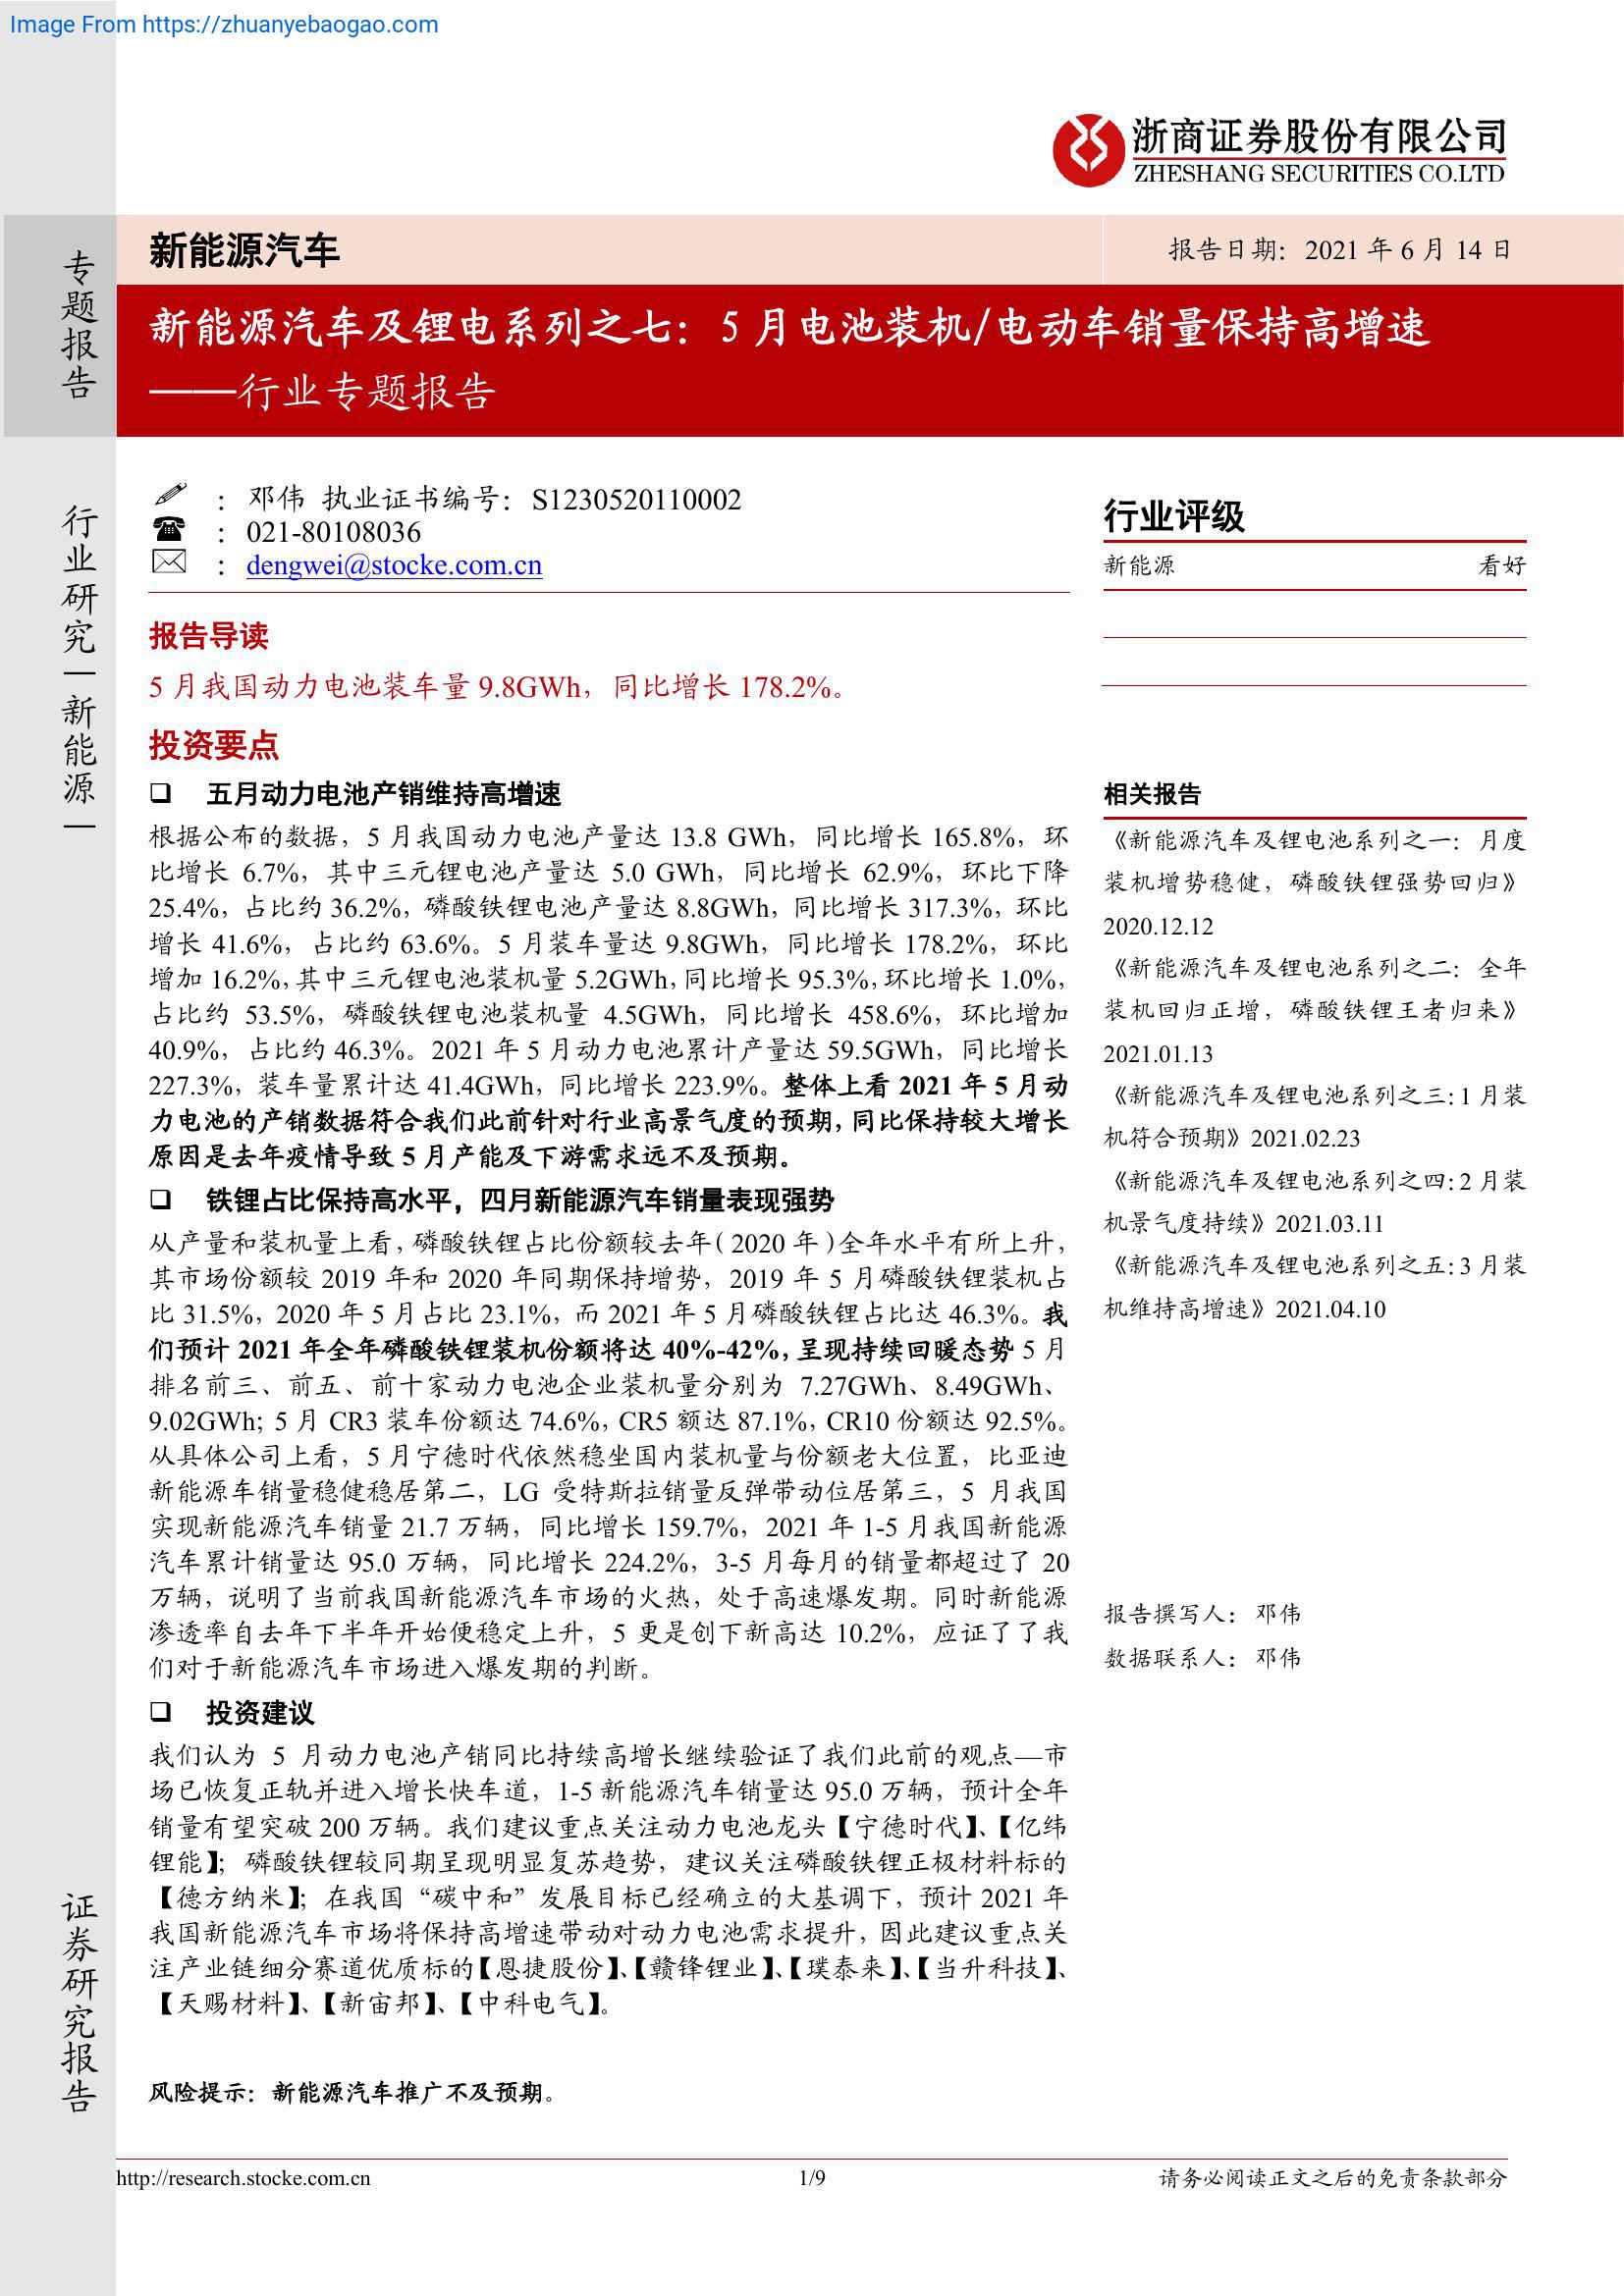 Image From https://zhuanyebaogao.com
浙商证券股份有限公司
ZHESHANG SECURITIES CO.LTD
专题报告
新能源汽车
报告日期：2021 年 6 月 14 日
新能源汽车及锂电系列之七：5 月电池装机/电动车销量保持高增速
——行业专题报告
行业研究｜新能源｜
：邓伟 执业证书编号：S1230520110002
：021-80108036
：dengwei@stocke.com.cn
报告导读
5 月我国动力电池装车量 9.8GWh，同比增长 178.2%。
投资要点
❑ 五月动力电池产销维持高增速
根据公布的数据，5 月我国动力电池产量达 13.8 GWh，同比增长 165.8%，环
比增长 6.7%，其中三元锂电池产量达 5.0 GWh，同比增长 62.9%，环比下降
25.4%，占比约 36.2%，磷酸铁锂电池产量达 8.8GWh，同比增长 317.3%，环比
增长 41.6%，占比约 63.6%。5 月装车量达 9.8GWh，同比增长 178.2%，环比
增加 16.2%，其中三元锂电池装机量 5.2GWh，同比增长 95.3%，环比增长 1.0%，
占比约 53.5%，磷酸铁锂电池装机量 4.5GWh，同比增长 458.6%，环比增加
40.9%，占比约 46.3%。2021 年 5 月动力电池累计产量达 59.5GWh，同比增长
227.3%，装车量累计达 41.4GWh，同比增长 223.9%。整体上看 2021 年 5 月动
力电池的产销数据符合我们此前针对行业高景气度的预期，同比保持较大增长
原因是去年疫情导致 5 月产能及下游需求远不及预期。
❑ 铁锂占比保持高水平，四月新能源汽车销量表现强势
从产量和装机量上看，磷酸铁锂占比份额较去年（2020 年）全年水平有所上升，
其市场份额较 2019 年和 2020 年同期保持增势，2019 年 5 月磷酸铁锂装机占
比 31.5%，2020 年 5 月占比 23.1%，而 2021 年 5 月磷酸铁锂占比达 46.3%。我
们预计 2021 年全年磷酸铁锂装机份额将达 40%-42%，呈现持续回暖态势 5 月
排名前三、前五、前十家动力电池企业装机量分别为 7.27GWh、8.49GWh、
9.02GWh；5 月 CR3 装车份额达 74.6%，CR5 额达 87.1%，CR10 份额达 92.5%。
从具体公司上看，5 月宁德时代依然稳坐国内装机量与份额老大位置，比亚迪
新能源车销量稳健稳居第二，LG 受特斯拉销量反弹带动位居第三，5 月我国
实现新能源汽车销量 21.7 万辆，同比增长 159.7%，2021 年 1-5 月我国新能源
汽车累计销量达 95.0 万辆，同比增长 224.2%，3-5 月每月的销量都超过了 20
万辆，说明了当前我国新能源汽车市场的火热，处于高速爆发期。同时新能源
渗透率自去年下半年开始便稳定上升，5 更是创下新高达 10.2%，应证了了我
们对于新能源汽车市场进入爆发期的判断。
❑ 投资建议
我们认为 5 月动力电池产销同比持续高增长继续验证了我们此前的观点—市
场已恢复正轨并进入增长快车道，1-5 新能源汽车销量达 95.0 万辆，预计全年
销量有望突破 200 万辆。我们建议重点关注动力电池龙头【宁德时代】、【亿纬
锂能】；磷酸铁锂较同期呈现明显复苏趋势，建议关注磷酸铁锂正极材料标的
【德方纳米】；在我国“碳中和”发展目标已经确立的大基调下，预计 2021 年
我国新能源汽车市场将保持高增速带动对动力电池需求提升，因此建议重点关
注产业链细分赛道优质标的【恩捷股份】、【赣锋锂业】、【璞泰来】、【当升科技】、
【天赐材料】、【新宙邦】、【中科电气】。
风险提示：新能源汽车推广不及预期。
行业评级
新能源 看好
相关报告
《新能源汽车及锂电池系列之一：月度
装机增势稳健，磷酸铁锂强势回归》
2020.12.12
《新能源汽车及锂电池系列之二：全年
装机回归正增，磷酸铁锂王者归来》
2021.01.13
《新能源汽车及锂电池系列之三：1 月装
机符合预期》2021.02.23
《新能源汽车及锂电池系列之四：2 月装
机景气度持续》2021.03.11
《新能源汽车及锂电池系列之五：3 月装
机维持高增速》2021.04.10
报告撰写人：邓伟
数据联系人：邓伟
证券研究报告
http://research.stocke.com.cn
1/9
请务必阅读正文之后的免责条款部分